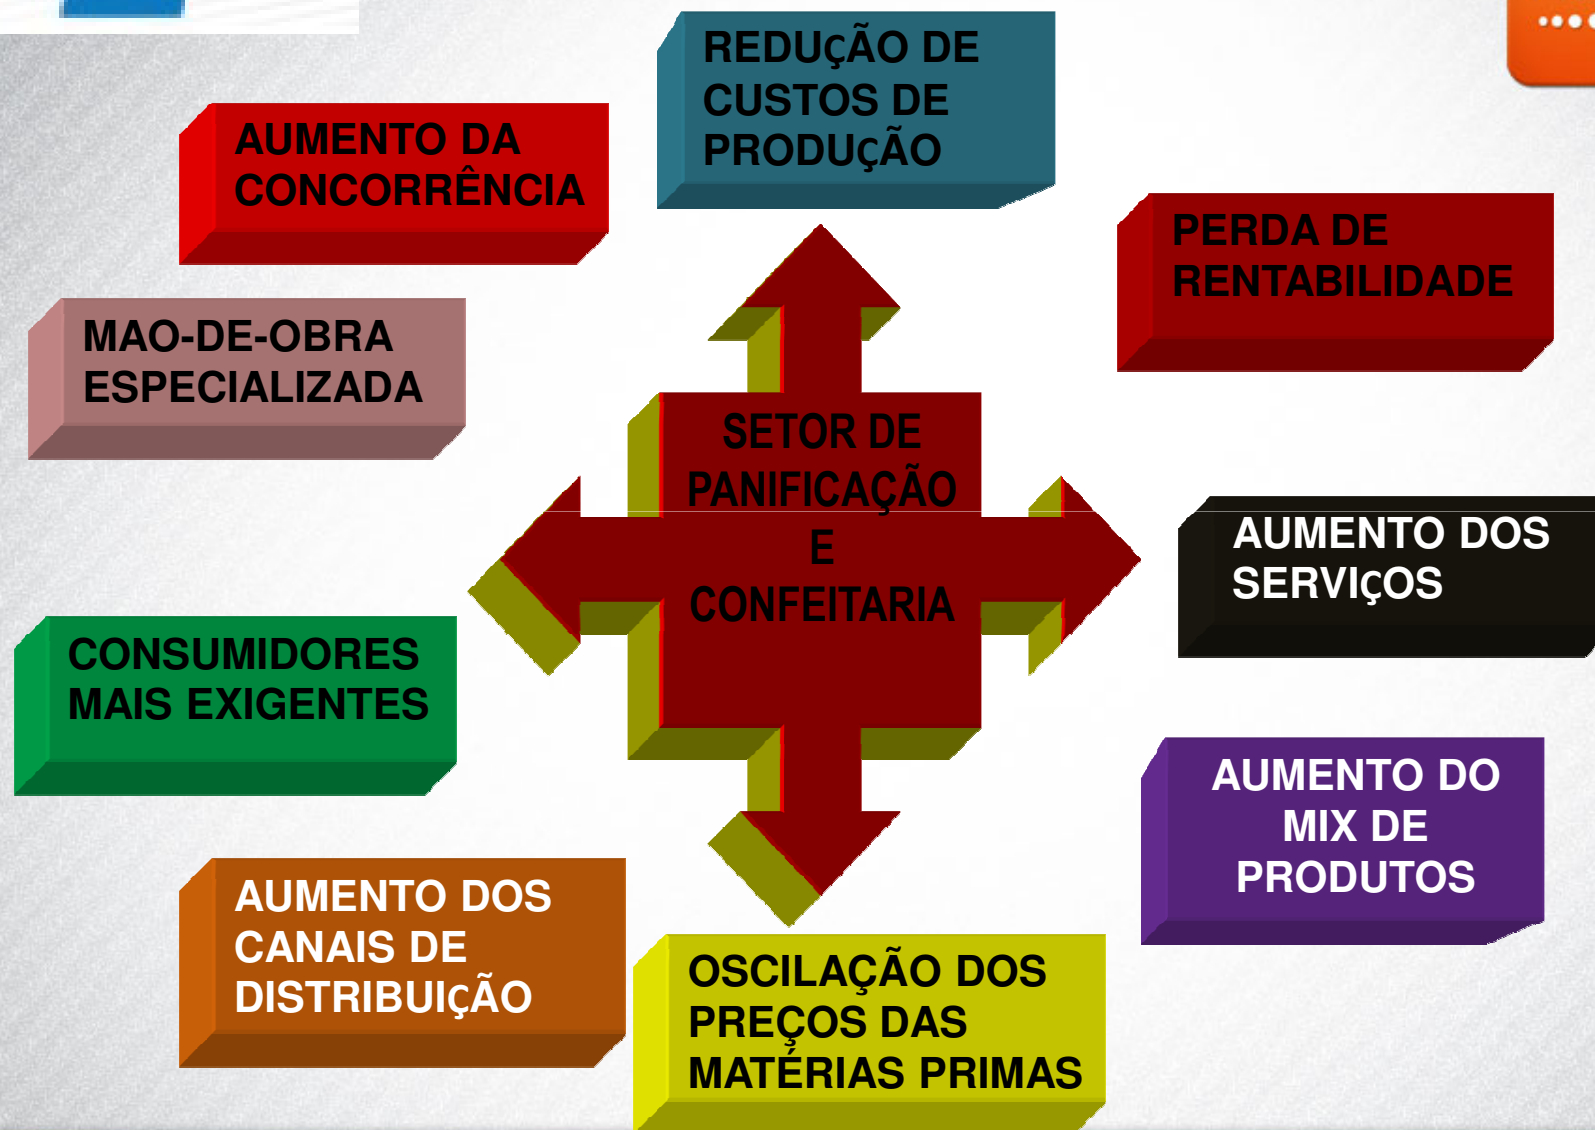 REDUÇÃO DE
CUSTOS DE
PRODUÇÃO
AUMENTO DA
CONCORRÊNCIA
PERDA DE
RENTABILIDADE
MAO-DE-OBRA
ESPECIALIZADA
SETOR DE
PANIFICAÇÃO
E
CONFEITARIA
AUMENTO DOS
SERVIÇOS
CONSUMIDORES
MAIS EXIGENTES
AUMENTO DO
MIX DE
PRODUTOS
AUMENTO DOS
CANAIS DE
DISTRIBUIÇÃO
OSCILAÇÃO DOS
PREÇOS DAS
MATÉRIAS PRIMAS